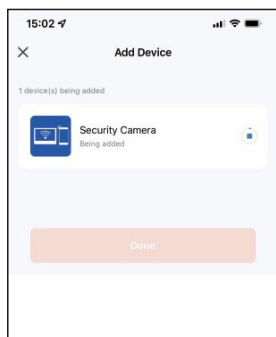 15:02
Add Device
1 device(s) being added
Security Camera
Being added
Done